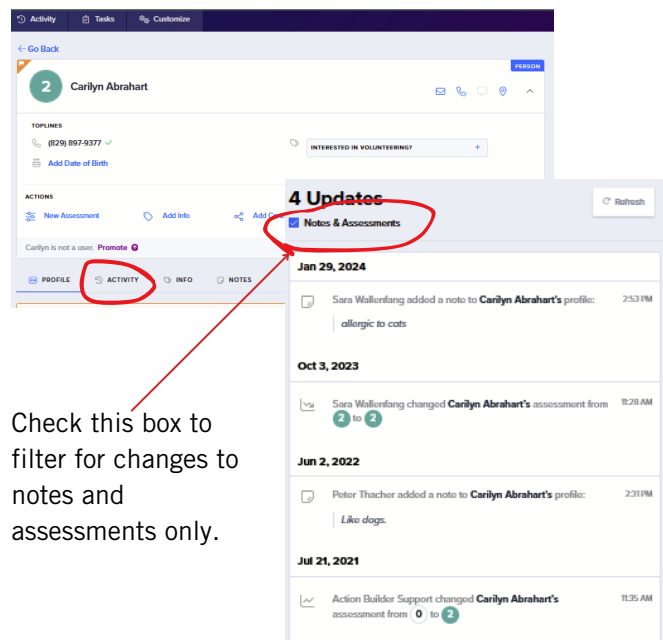 Activity Tasks Customize
Go Back
PERSON
2 Carilyn Abrahart
TOPLINES
(829) 897-9377
INTERESTED IN VOLUNTEERING? +
Add Date of Birth
ACTIONS
New Assessment Add Info Add Con
Carilyn is not a user. Promote
PROFILE ACTIVITY INFO NOTES
4 Updates
Refresh
Notes & Assessments
Jan 29, 2024
Sara Wallenfang added a note to Carilyn Abrahart's profile: 2:53 PM
allergic to cats
Oct 3, 2023
Sara Wallenfang changed Carilyn Abrahart's assessment from 11:28 AM
2 to 2
Jun 2, 2022
Peter Thacher added a note to Carilyn Abrahart's profile: 2:31 PM
Like dogs.
Jul 21, 2021
Action Builder Support changed Carilyn Abrahart's 11:35 AM
assessment from 0 to 2
Check this box to
filter for changes to
notes and
assessments only.